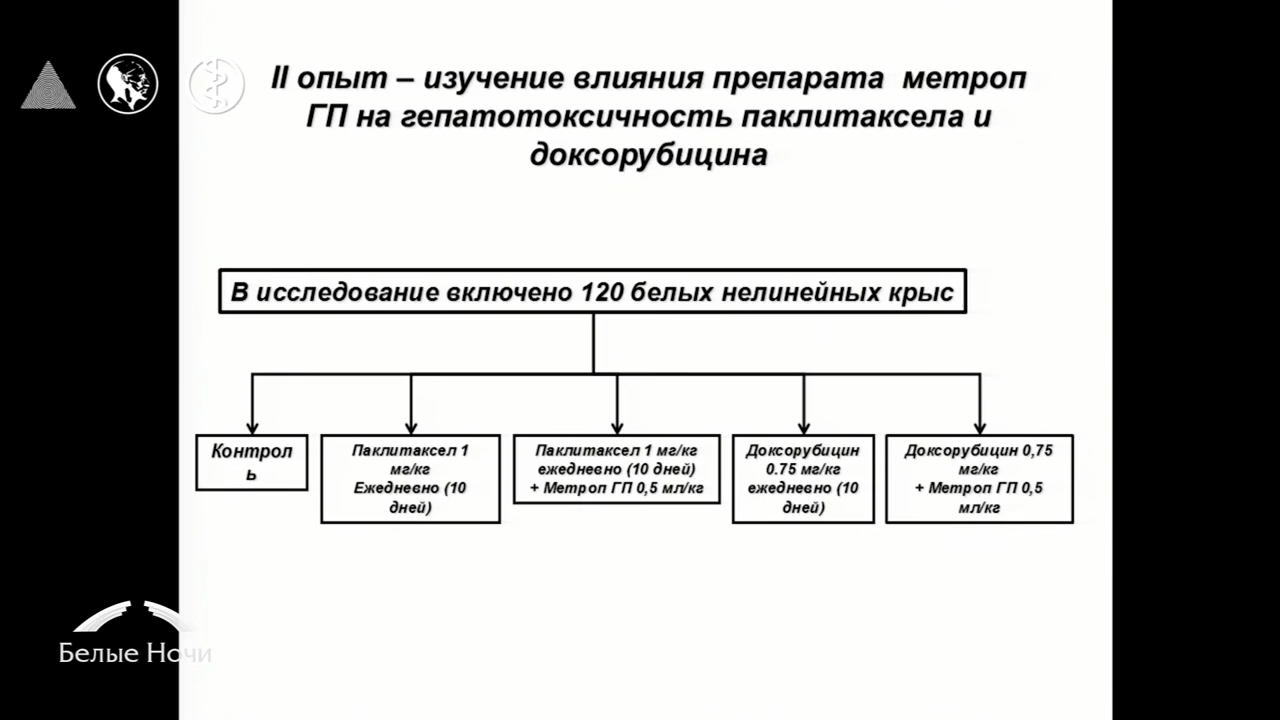 II опыт – изучение влияния препарата метроп
ГП на гепатотоксичность паклитаксела и
доксорубицина
В исследование включено 120 белых нелинейных крыс
Контрол
ь
Паклитаксел 1
мг/кг
Ежедневно (10
дней)
Паклитаксел 1 мг/кг
ежедневно (10 дней)
+ Метроп ГП 0,5 мл/кг
Доксорубицин
0.75 мг/кг
ежедневно (10
дней)
Доксорубицин 0,75
мг/кг
+ Метроп ГП 0,5
мл/кг
Белые Ночи